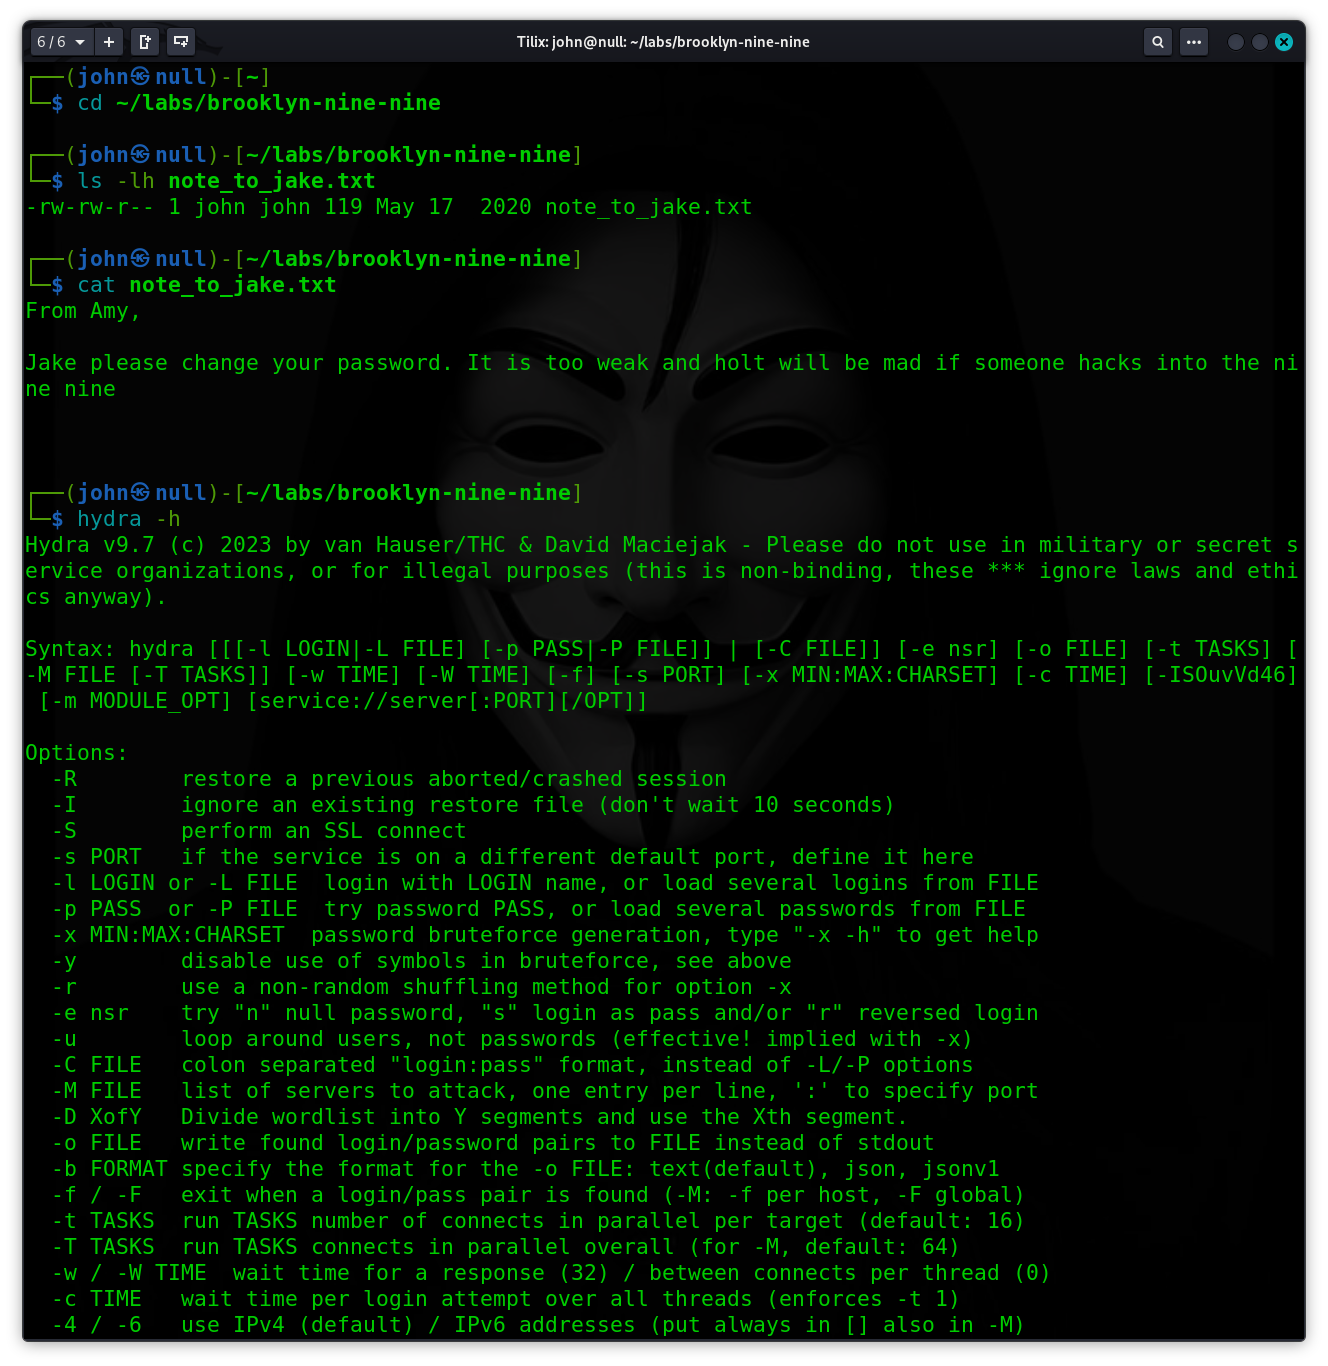 6 / 6
Tilix: john@null: ~/labs/brooklyn-nine-nine
┌──(john㉿null)-[~]
└─$ cd ~/labs/brooklyn-nine-nine
┌──(john㉿null)-[~/labs/brooklyn-nine-nine]
└─$ ls -lh note_to_jake.txt
-rw-rw-r-- 1 john john 119 May 17  2020 note_to_jake.txt
┌──(john㉿null)-[~/labs/brooklyn-nine-nine]
└─$ cat note_to_jake.txt
From Amy,
Jake please change your password. It is too weak and holt will be mad if someone hacks into the ni
ne nine
┌──(john㉿null)-[~/labs/brooklyn-nine-nine]
└─$ hydra -h
Hydra v9.7 (c) 2023 by van Hauser/THC & David Maciejak - Please do not use in military or secret s
ervice organizations, or for illegal purposes (this is non-binding, these *** ignore laws and ethi
cs anyway).
Syntax: hydra [[[-l LOGIN|-L FILE] [-p PASS|-P FILE]] | [-C FILE]] [-e nsr] [-o FILE] [-t TASKS] [
-M FILE [-T TASKS]] [-w TIME] [-W TIME] [-f] [-s PORT] [-x MIN:MAX:CHARSET] [-c TIME] [-ISOuvVd46]
 [-m MODULE_OPT] [service://server[:PORT][/OPT]]
Options:
  -R        restore a previous aborted/crashed session
  -I        ignore an existing restore file (don't wait 10 seconds)
  -S        perform an SSL connect
  -s PORT   if the service is on a different default port, define it here
  -l LOGIN or -L FILE  login with LOGIN name, or load several logins from FILE
  -p PASS  or -P FILE  try password PASS, or load several passwords from FILE
  -x MIN:MAX:CHARSET  password bruteforce generation, type "-x -h" to get help
  -y        disable use of symbols in bruteforce, see above
  -r        use a non-random shuffling method for option -x
  -e nsr    try "n" null password, "s" login as pass and/or "r" reversed login
  -u        loop around users, not passwords (effective! implied with -x)
  -C FILE   colon separated "login:pass" format, instead of -L/-P options
  -M FILE   list of servers to attack, one entry per line, ':' to specify port
  -D XofY   Divide wordlist into Y segments and use the Xth segment.
  -o FILE   write found login/password pairs to FILE instead of stdout
  -b FORMAT specify the format for the -o FILE: text(default), json, jsonv1
  -f / -F   exit when a login/pass pair is found (-M: -f per host, -F global)
  -t TASKS  run TASKS number of connects in parallel per target (default: 16)
  -T TASKS  run TASKS connects in parallel overall (for -M, default: 64)
  -w / -W TIME  wait time for a response (32) / between connects per thread (0)
  -c TIME   wait time per login attempt over all threads (enforces -t 1)
  -4 / -6   use IPv4 (default) / IPv6 addresses (put always in [] also in -M)